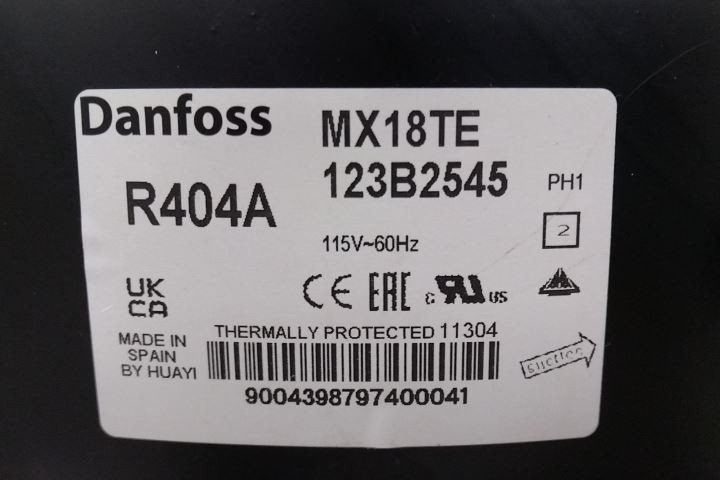 Danfoss
MX18TE
123B2545
R404A
PH1
2
115V~60Hz
UK
CA
CE EAC c RU us
THERMALLY PROTECTED 11304
MADE IN
SPAIN
BY HUAYI
suction
9004398797400041